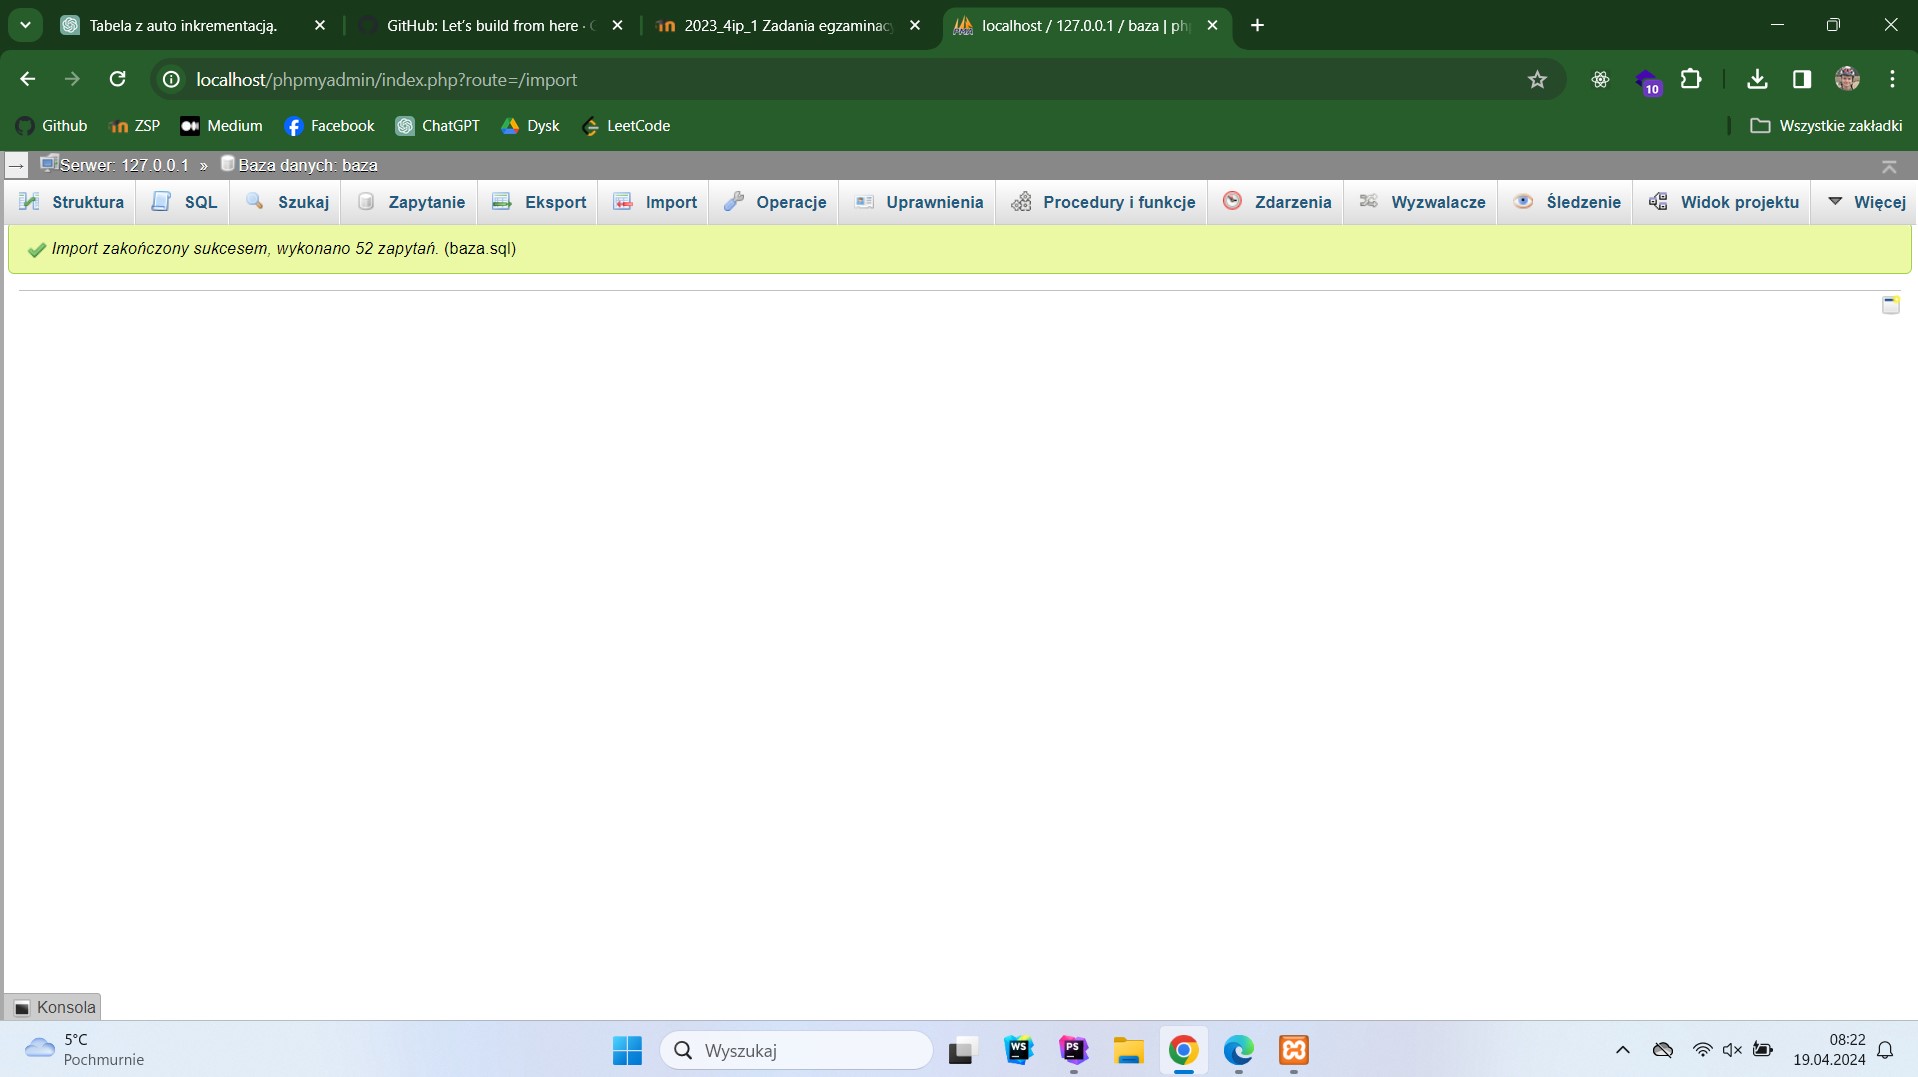 Tabela z auto inkrementacją.
GitHub: Let's build from here ·
2023_4ip_1 Zadania egzaminacy
localhost / 127.0.0.1 / baza | ph
localhost/phpmyadmin/index.php?route=/import
10
Github
ZSP
Medium
Facebook
ChatGPT
Dysk
LeetCode
Wszystkie zakładki
Serwer: 127.0.0.1 » Baza danych: baza
Struktura
SQL
Szukaj
Zapytanie
Eksport
Import
Operacje
Uprawnienia
Procedury i funkcje
Zdarzenia
Wyzwalacze
Śledzenie
Widok projektu
Więcej
Import zakończony sukcesem, wykonano 52 zapytań. (baza.sql)
Konsola
5°C
Pochmurnie
Wyszukaj
WS
PS
08:22
19.04.2024